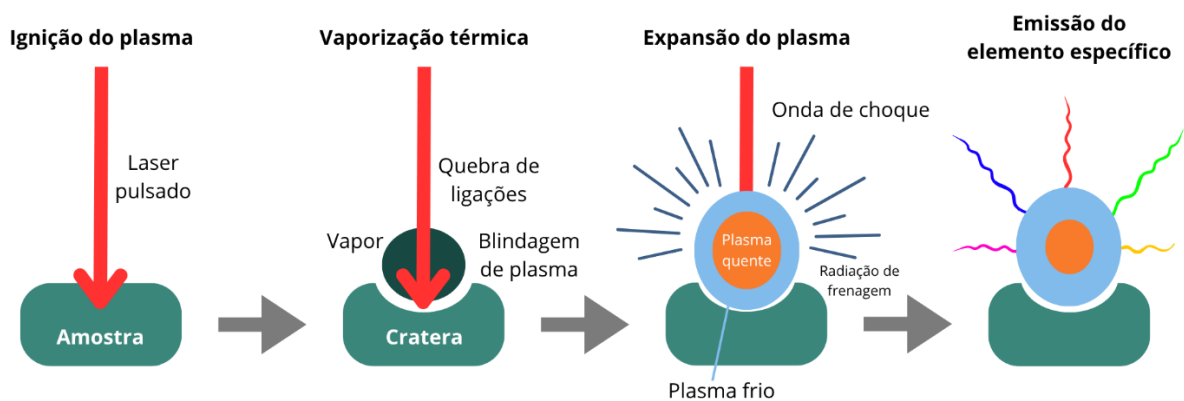 Ignição do plasma
Laser
pulsado
Amostra
Vaporização térmica
Quebra de
ligações
Vapor
Blindagem
de plasma
Cratera
Expansão do plasma
Onda de choque
Plasma
quente
Radiação de
frenagem
Plasma frio
Emissão do
elemento específico